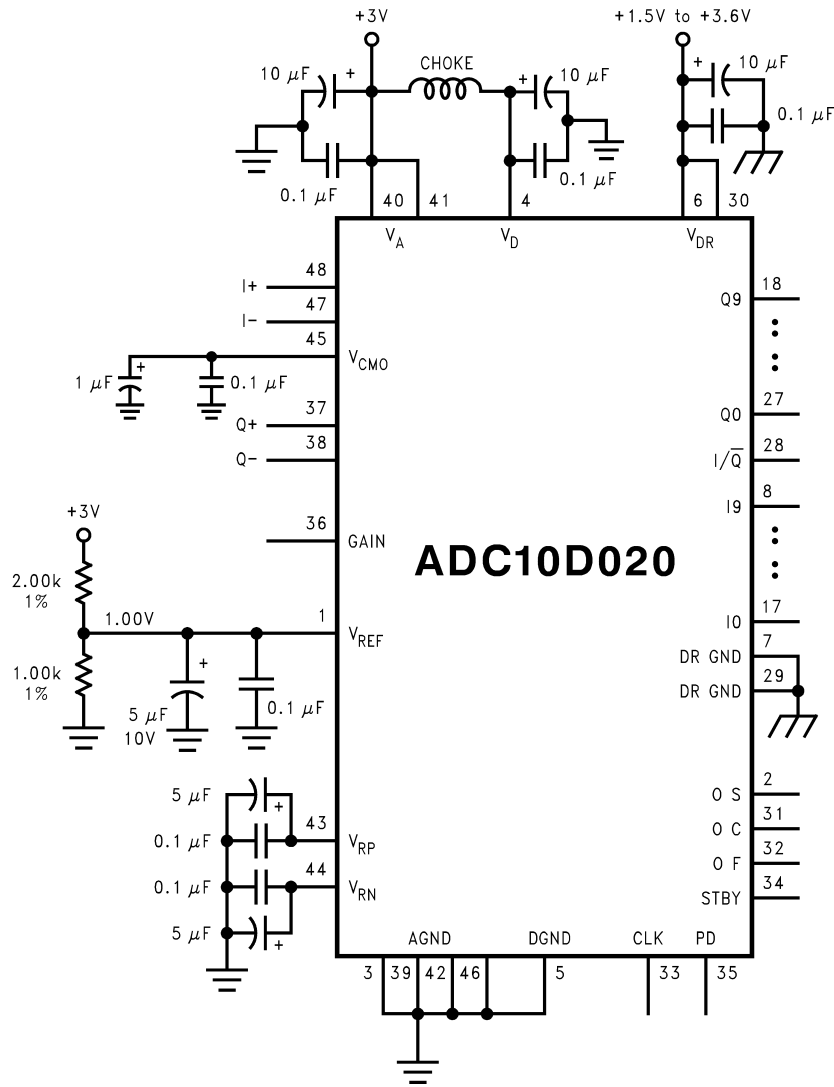 +3V
+1.5V to +3.6V
CHOKE
10 μF
+
+
10 μF
+
10 μF
0.1 μF
0.1 μF
0.1 μF
40
41
4
6
30
VA
VD
VDR
48
I+
47
I-
45
VCMO
1 μF
+
0.1 μF
37
Q+
38
Q-
36
GAIN
+3V
2.00k
1%
1.00V
1
VREF
1.00k
1%
+
5 μF
10V
0.1 μF
5 μF
+
43
0.1 μF
VRP
44
0.1 μF
VRN
5 μF
+
ADC10D020
Q9
18
Q0
27
I/Q̅
28
I9
8
I0
17
DR GND
7
DR GND
29
O S
2
O C
31
O F
32
STBY
34
AGND
DGND
CLK
PD
3
39
42
46
5
33
35